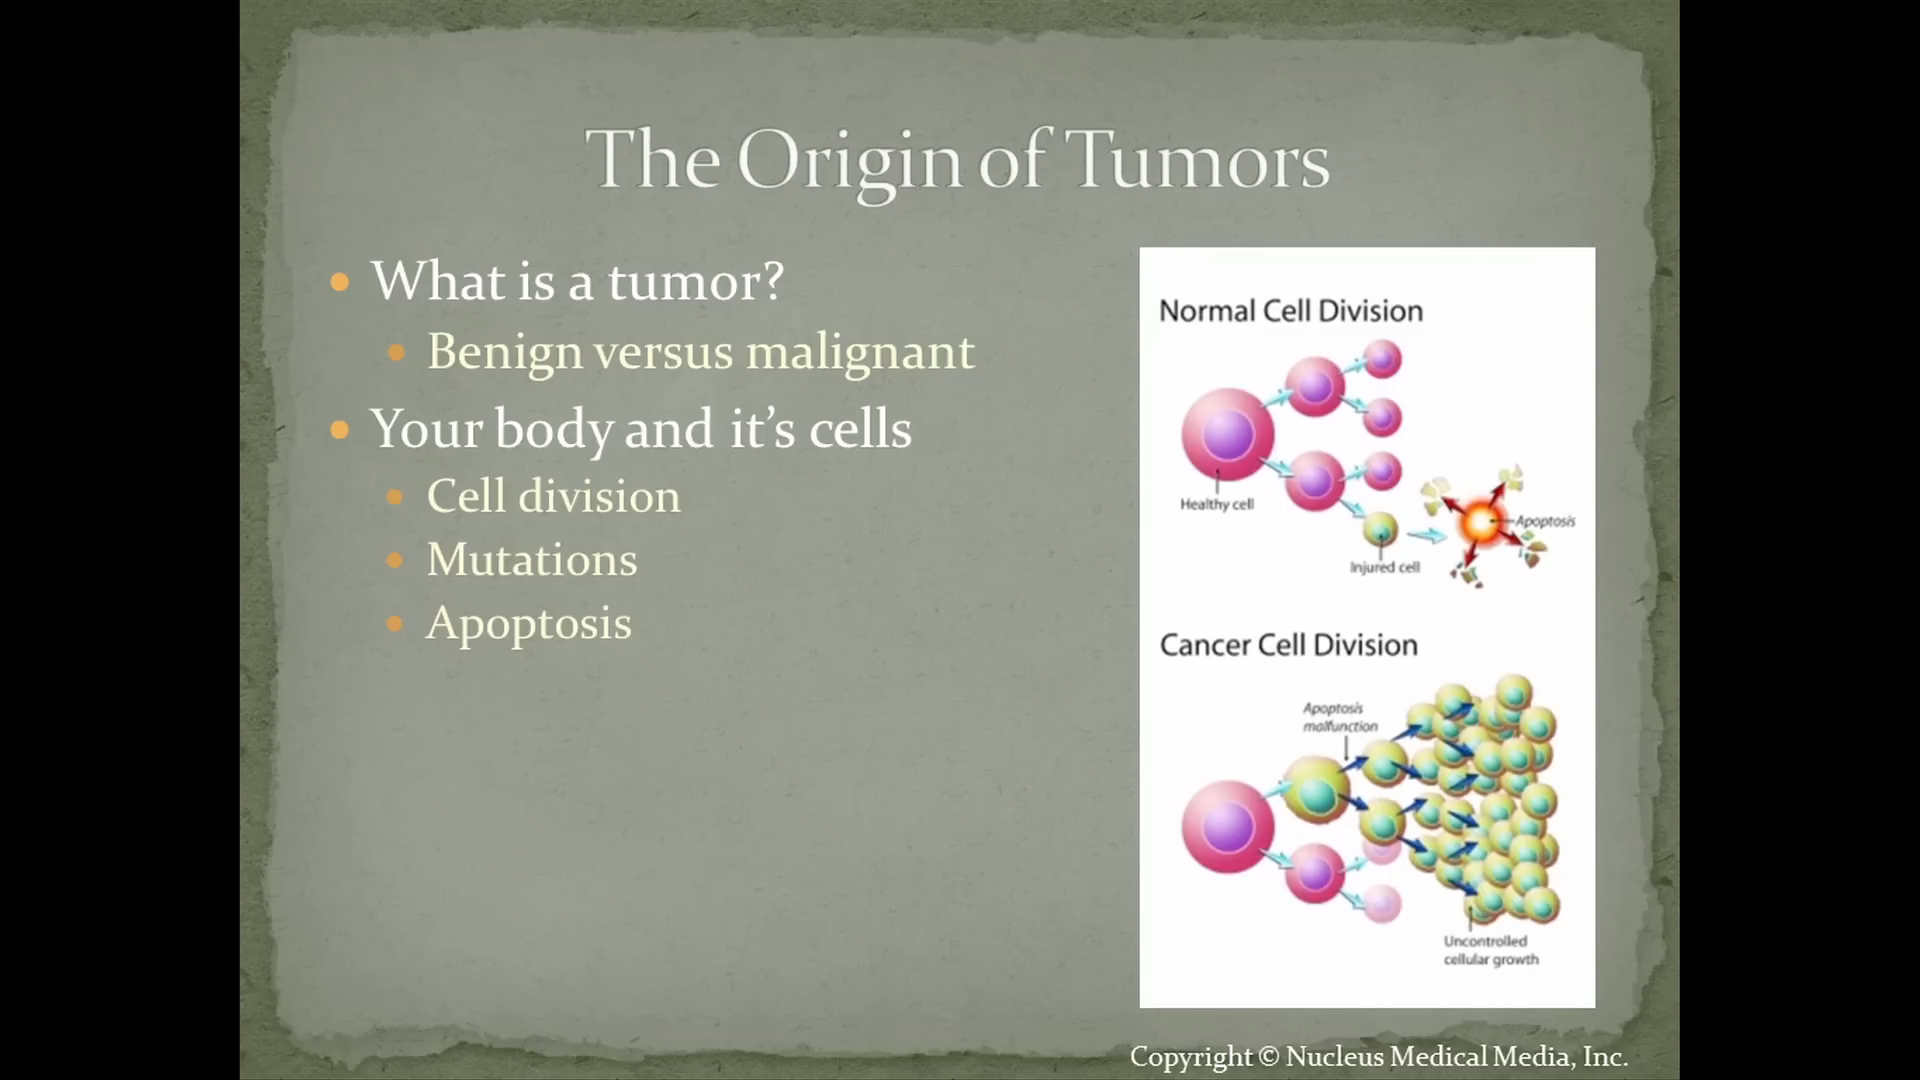 The Origin of Tumors
What is a tumor?
Benign versus malignant
Your body and it’s cells
Cell division
Mutations
Apoptosis
Normal Cell Division
Healthy cell
Apoptosis
Injured cell
Cancer Cell Division
Apoptosis
malfunction
Uncontrolled
cellular growth
Copyright © Nucleus Medical Media, Inc.